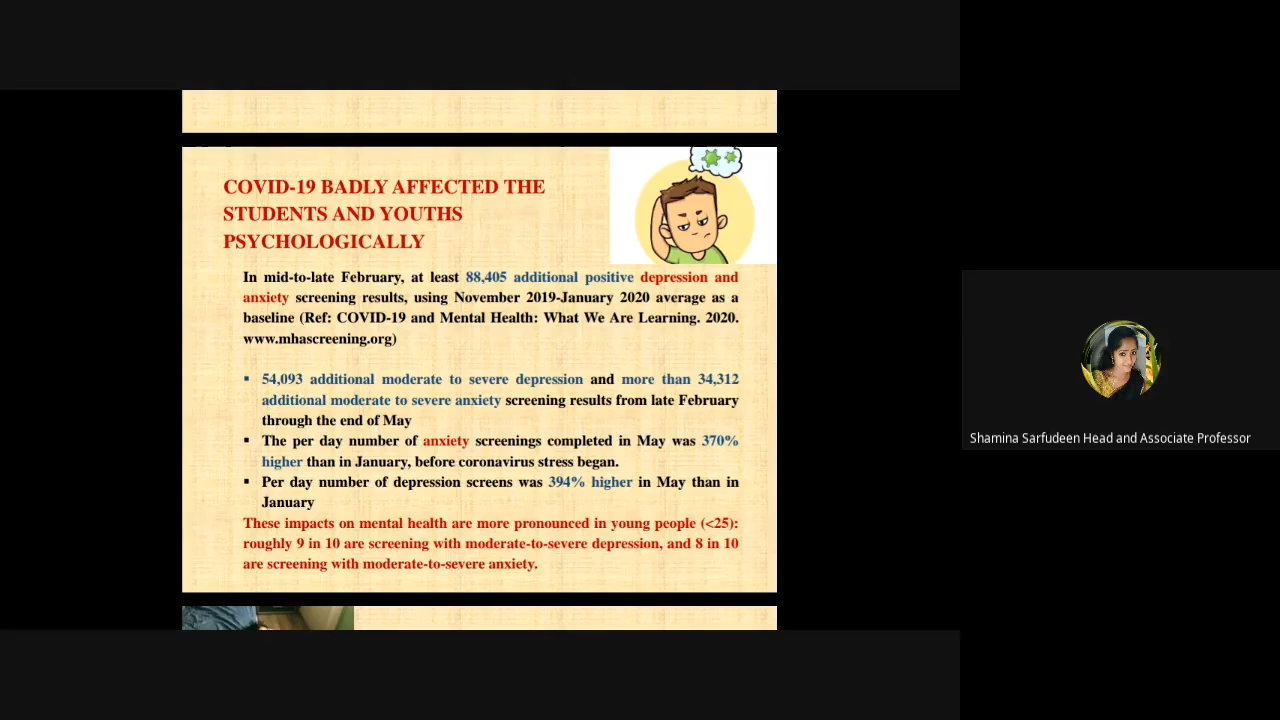 COVID-19 BADLY AFFECTED THE
STUDENTS AND YOUTHS
PSYCHOLOGICALLY
In mid-to-late February, at least 88,405 additional positive depression and
anxiety screening results, using November 2019-January 2020 average as a
baseline (Ref: COVID-19 and Mental Health: What We Are Learning. 2020.
www.mhascreening.org)
▪ 54,093 additional moderate to severe depression and more than 34,312
additional moderate to severe anxiety screening results from late February
through the end of May
▪ The per day number of anxiety screenings completed in May was 370%
higher than in January, before coronavirus stress began.
▪ Per day number of depression screens was 394% higher in May than in
January
These impacts on mental health are more pronounced in young people (<25):
roughly 9 in 10 are screening with moderate-to-severe depression, and 8 in 10
are screening with moderate-to-severe anxiety.
Shamina Sarfudeen Head and Associate Professor